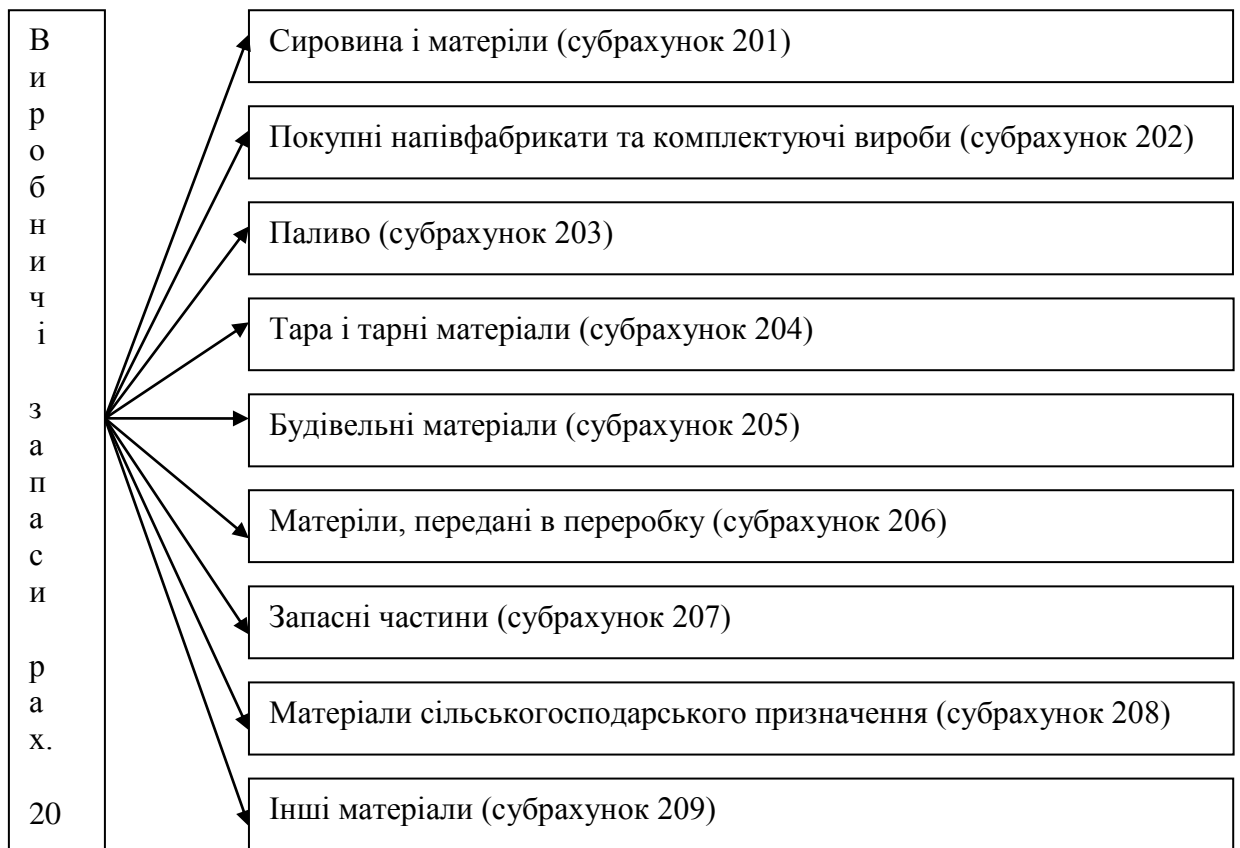 Виробничі запаси рах. 20
Сировина і матеріли (субрахунок 201)
Покупні напівфабрикати та комплектуючі вироби (субрахунок 202)
Паливо (субрахунок 203)
Тара і тарні матеріали (субрахунок 204)
Будівельні матеріали (субрахунок 205)
Матеріли, передані в переробку (субрахунок 206)
Запасні частини (субрахунок 207)
Матеріали сільськогосподарського призначення (субрахунок 208)
Інші матеріали (субрахунок 209)